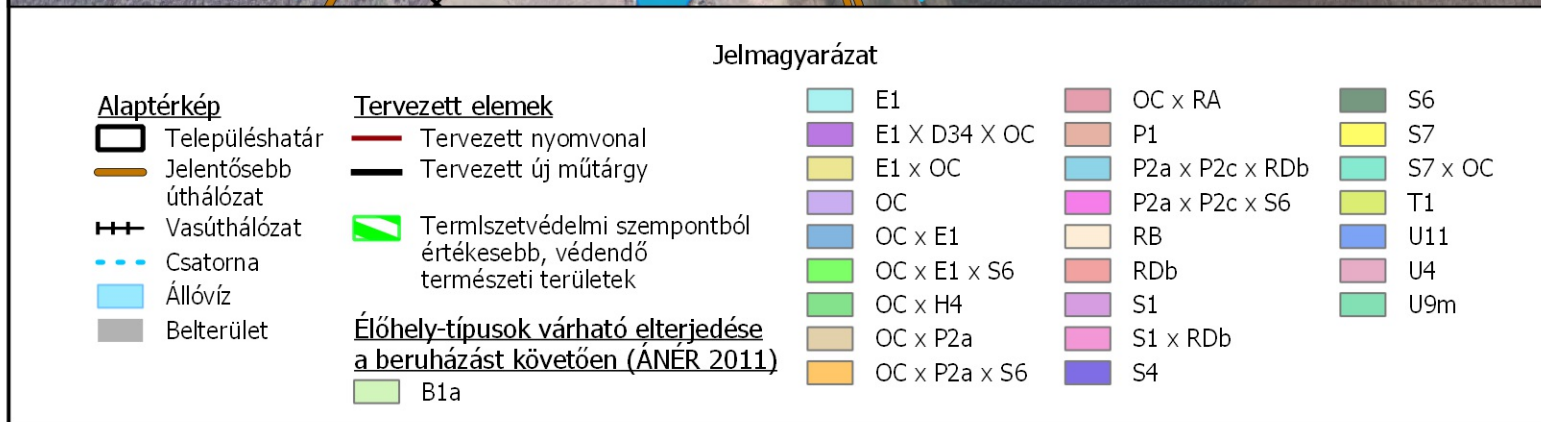 Jelmagyarázat
Alaptérkép
Településhatár
Jelentősebb
úthálózat
Vasúthálózat
Csatorna
Állóvíz
Belterület
Tervezett elemek
Tervezett nyomvonal
Tervezett új műtárgy
Termlszetvédelmi szempontból
értékesebb, védendő
természeti területek
Élőhely-típusok várható elterjedése
a beruházást követően (ÁNÉR 2011)
B1a
E1
E1 X D34 X OC
E1 x OC
OC
OC x E1
OC x E1 x S6
OC x H4
OC x P2a
OC x P2a x S6
OC x RA
P1
P2a x P2c x RDb
P2a x P2c x S6
RB
RDb
S1
S1 x RDb
S4
S6
S7
S7 x OC
T1
U11
U4
U9m